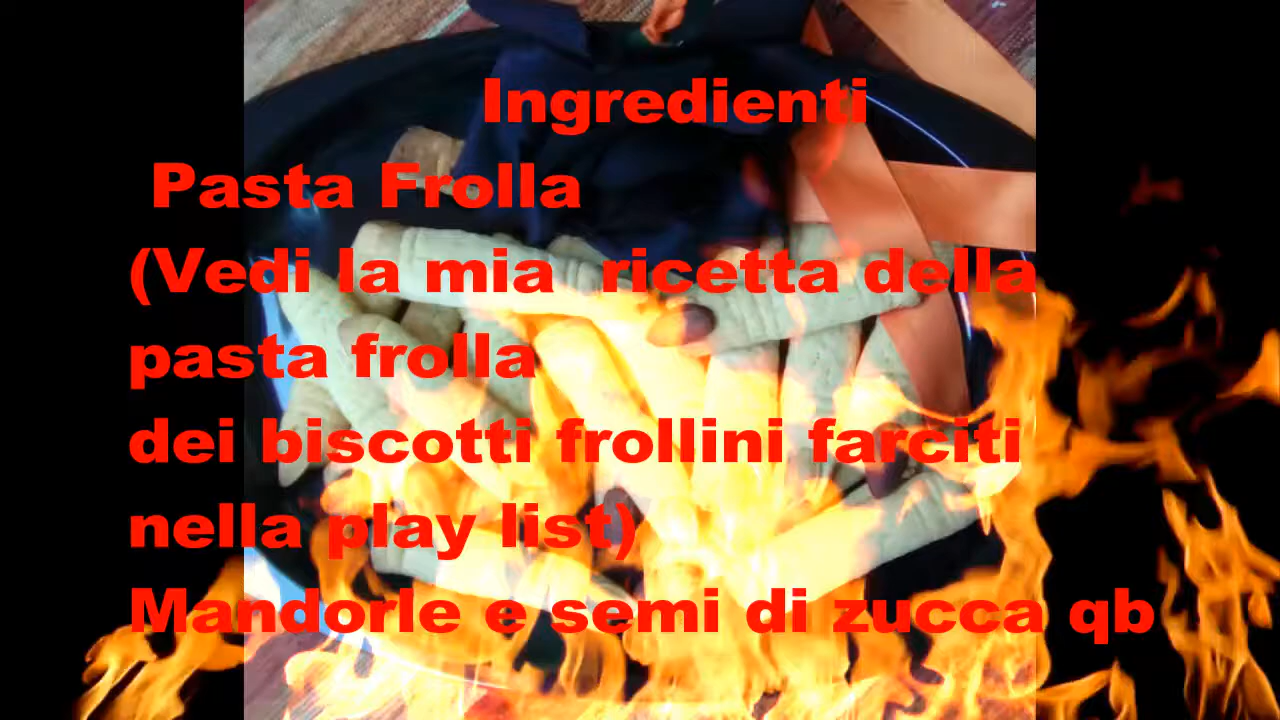 Ingredienti
Pasta Frolla
(Vedi la mia ricetta della
pasta frolla
dei biscotti frollini farciti
nella play list)
Mandorle e semi di zucca qb